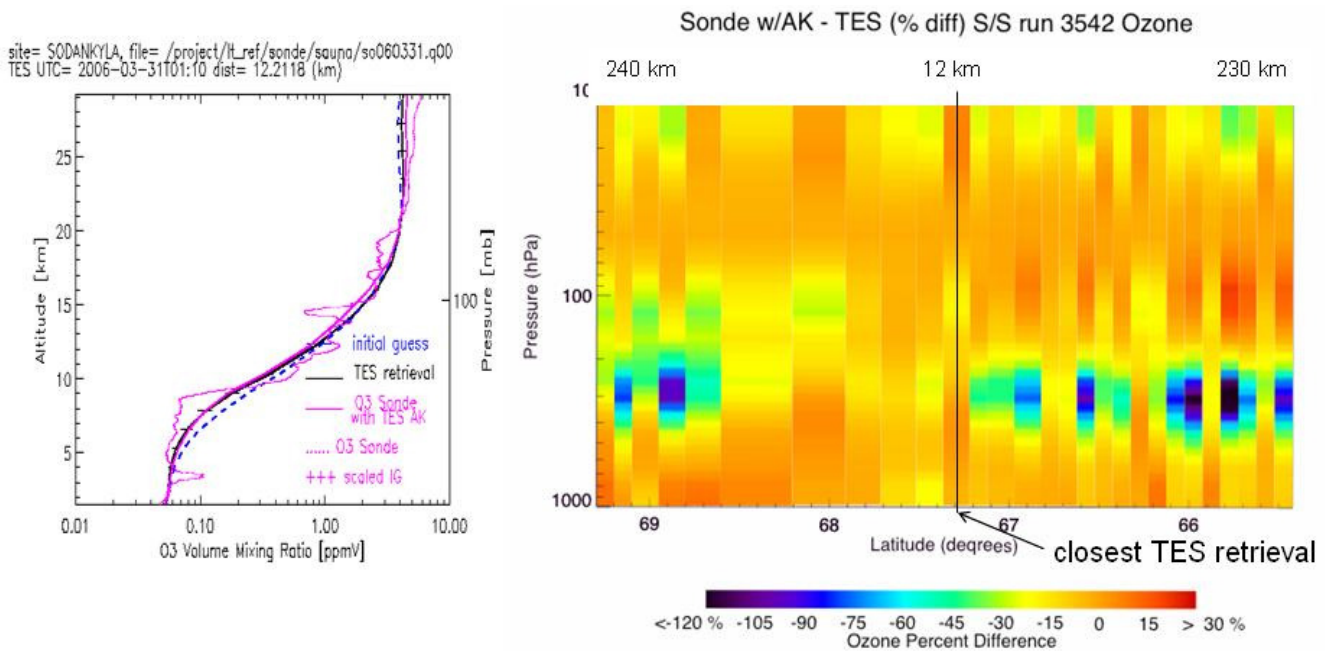 site= SODANKYLA, file= /project/lt_ref/sonde/sauna/so060331.q00
TES UTC= 2006-03-31T01:10 dist= 12.2118 (km)
Altitude [km]
25
20
15
10
5
100
Pressure [mb]
initial guess
TES retrieval
O3 Sonde
with TES AK
O3 Sonde
+++ scaled IG
0.01 0.10 1.00 10.00
O3 Volume Mixing Ratio [ppmV]
Sonde w/AK - TES (% diff) S/S run 3542 Ozone
240 km 12 km 230 km
10
100
1000
Pressure (hPa)
69 68 67 66
Latitude (degrees)
closest TES retrieval
<-120 % -105 -90 -75 -60 -45 -30 -15 0 15 > 30 %
Ozone Percent Difference